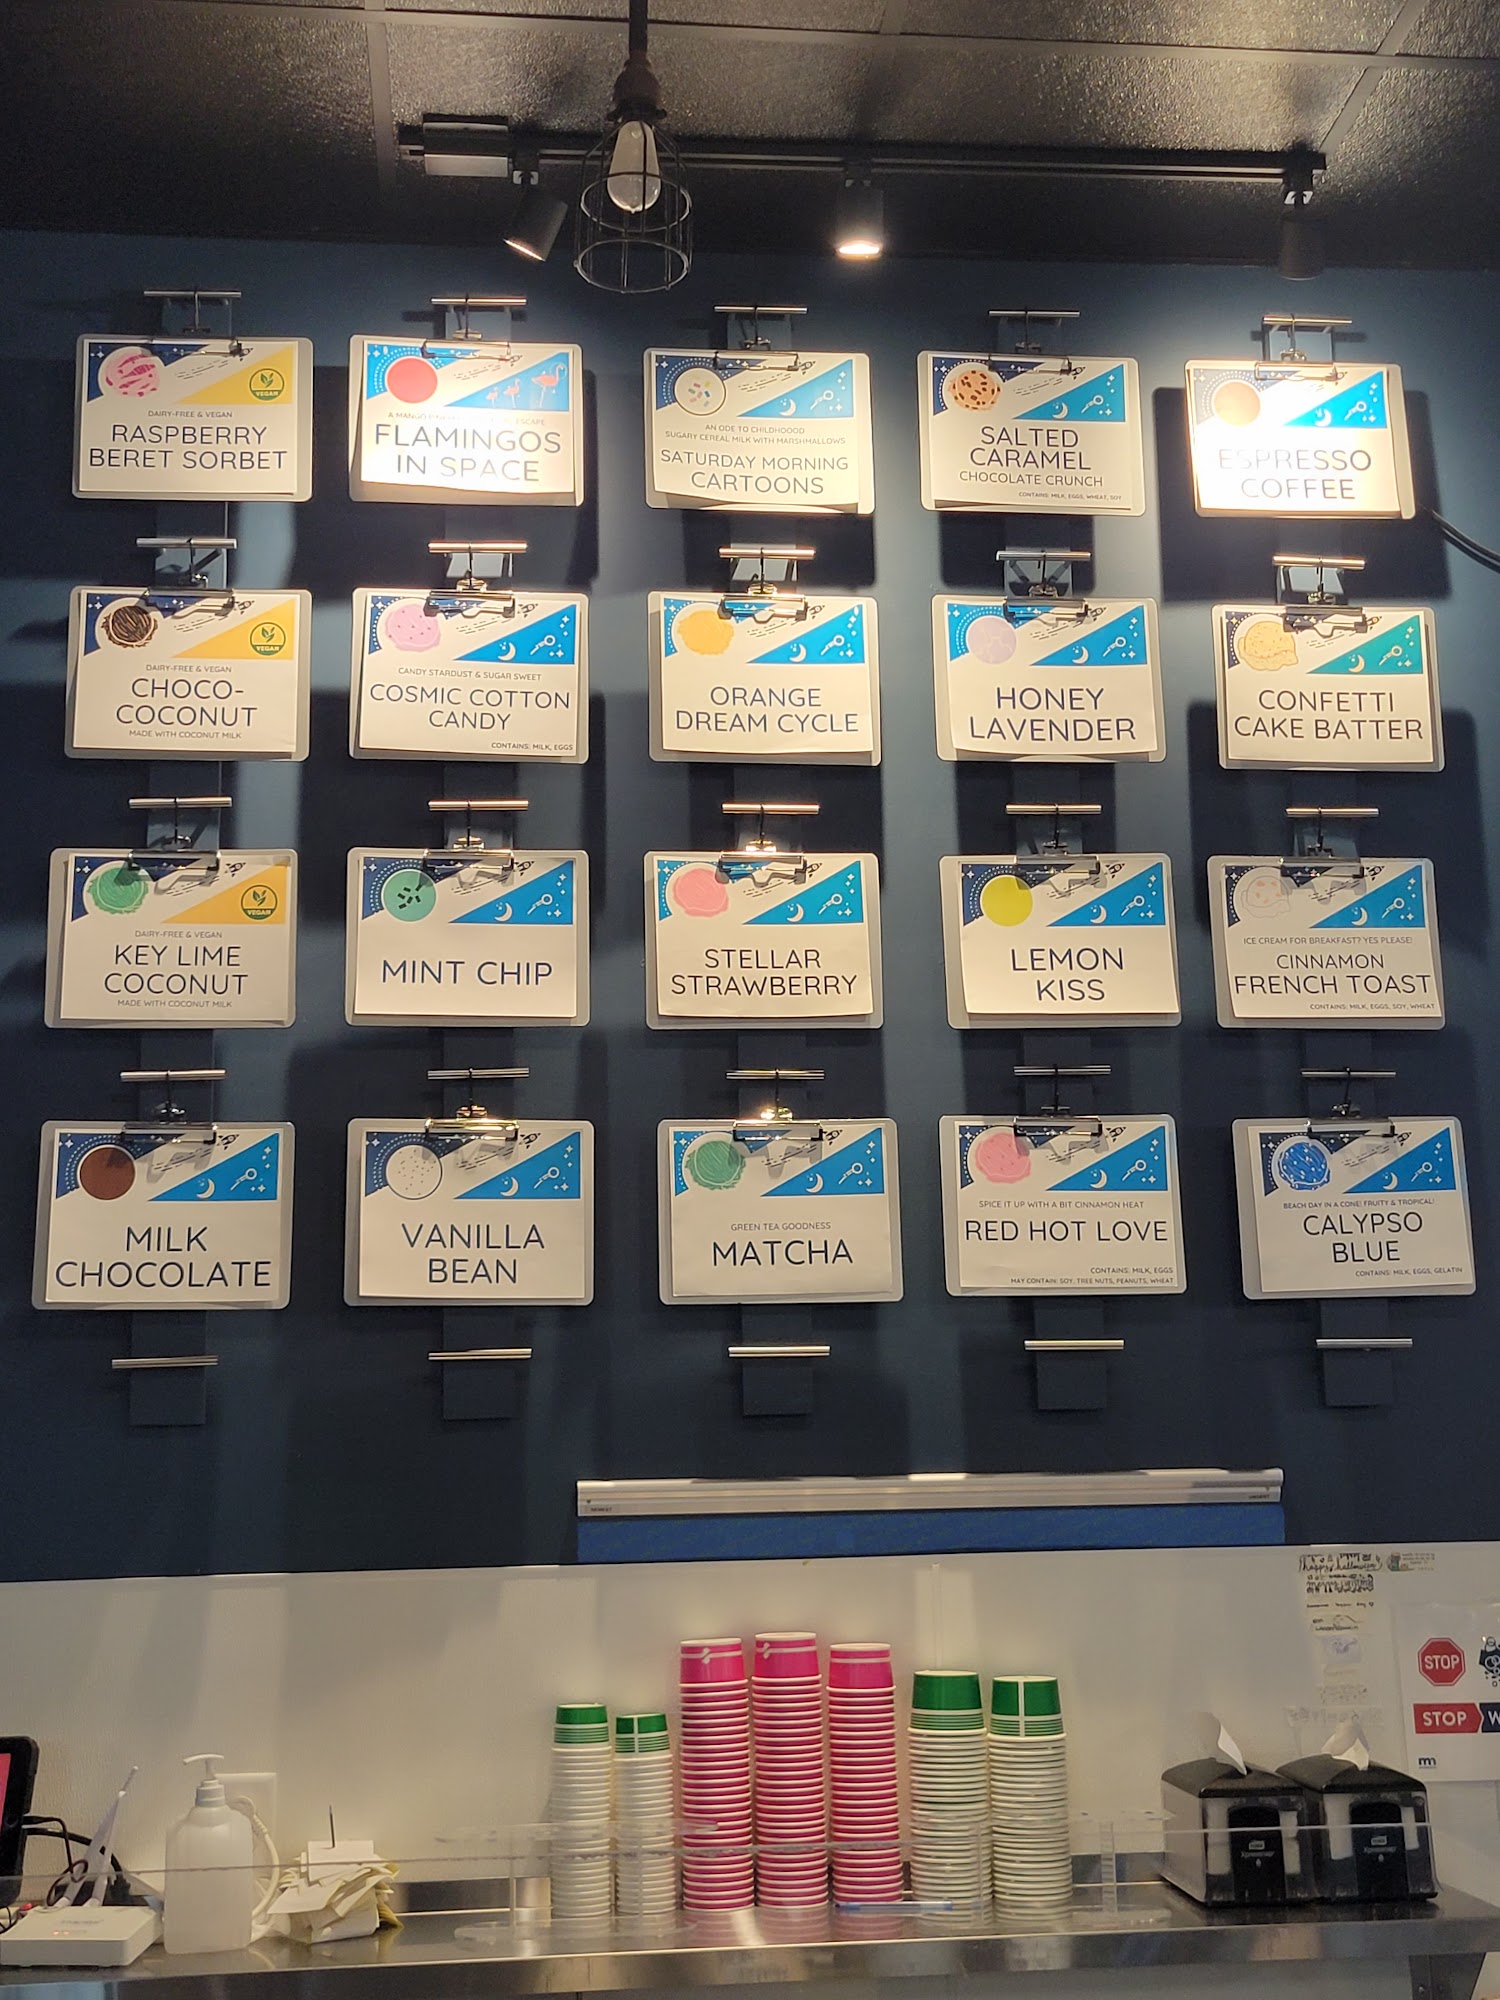 VEGAN
DAIRY-FREE & VEGAN
RASPBERRY
BERET SORBET
A MANGO
ESCAPE
FLAMINGOS
IN SPACE
AN ODE TO CHILDHOOOD
SUGARY CEREAL MILK WITH MARSHMALLOWS
SATURDAY MORNING
CARTOONS
SALTED
CARAMEL
CHOCOLATE CRUNCH
CONTAINS: MILK, EGGS, WHEAT, SOY
ESPRESSO
COFFEE
VEGAN
DAIRY-FREE & VEGAN
CHOCO-
COCONUT
MADE WITH COCONUT MILK
CANDY STARDUST & SUGAR SWEET
COSMIC COTTON
CANDY
CONTAINS: MILK, EGGS
ORANGE
DREAM CYCLE
HONEY
LAVENDER
CONFETTI
CAKE BATTER
VEGAN
DAIRY-FREE & VEGAN
KEY LIME
COCONUT
MADE WITH COCONUT MILK
MINT CHIP
STELLAR
STRAWBERRY
LEMON
KISS
ICE CREAM FOR BREAKFAST? YES PLEASE!
CINNAMON
FRENCH TOAST
CONTAINS: MILK, EGGS, SOY, WHEAT
MILK
CHOCOLATE
VANILLA
BEAN
GREEN TEA GOODNESS
MATCHA
SPICE IT UP WITH A BIT CINNAMON HEAT
RED HOT LOVE
CONTAINS: MILK, EGGS
MAY CONTAIN: SOY, TREE NUTS, PEANUTS, WHEAT
BEACH DAY IN A CONE! FRUITY & TROPICAL!
CALYPSO
BLUE
CONTAINS: MILK, EGGS, GELATIN
happy halloween
STOP
STOP
Xpressnap
Xpressnap